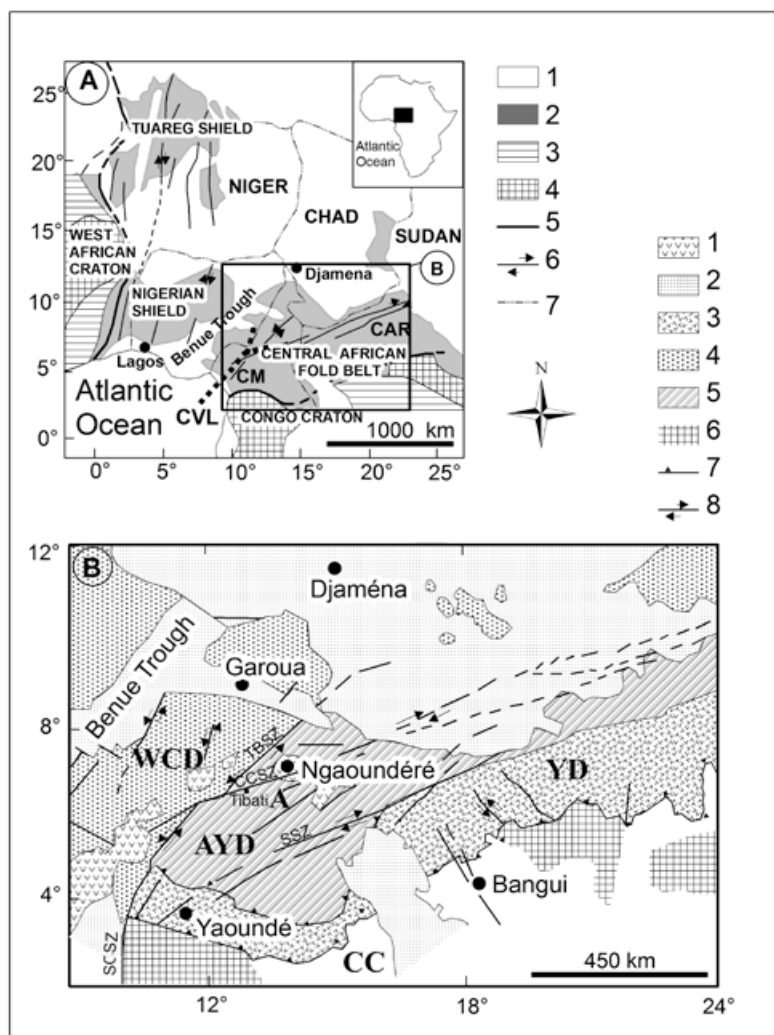 A
25°
20°
15°
10°
5°
0°
0°
5°
10°
15°
20°
25°
TUAREG SHIELD
NIGER
CHAD
SUDAN
WEST
AFRICAN
CRATON
Djamena
B
NIGERIAN
SHIELD
Benue Trough
CAR
Lagos
CENTRAL AFRICAN
FOLD BELT
CM
Atlantic
Ocean
CVL
CONGO CRATON
1000 km
Atlantic
Ocean
1
2
3
4
5
6
7
N
1
2
3
4
5
6
7
8
12°
B
Djaména
Benue Trough
Garoua
8°
WCD
TBSZ
CCSZ
Ngaoundéré
YD
Tibati
A
AYD
SSZ
4°
Bangui
Yaoundé
SCSZ
CC
450 km
12°
18°
24°